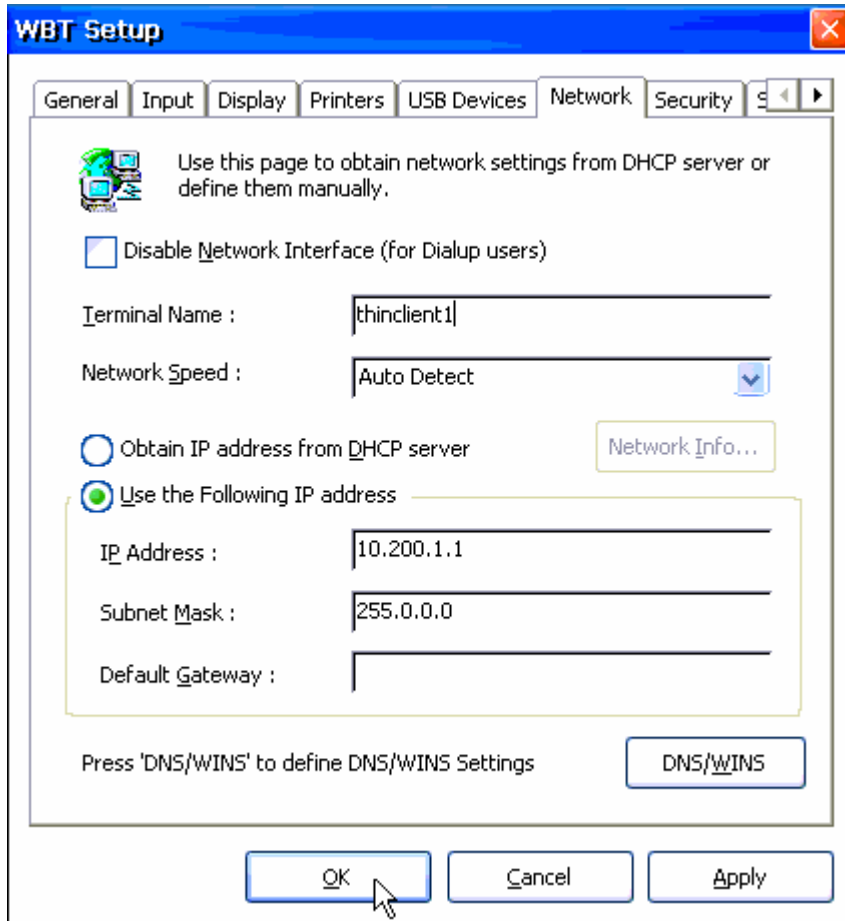 WBT Setup
General Input Display Printers USB Devices Network Security S
Use this page to obtain network settings from DHCP server or
define them manually.
Disable Network Interface (for Dialup users)
Terminal Name : thinclient1
Network Speed : Auto Detect
Obtain IP address from DHCP server Network Info...
Use the Following IP address
IP Address : 10.200.1.1
Subnet Mask : 255.0.0.0
Default Gateway :
Press 'DNS/WINS' to define DNS/WINS Settings DNS/WINS
OK Cancel Apply